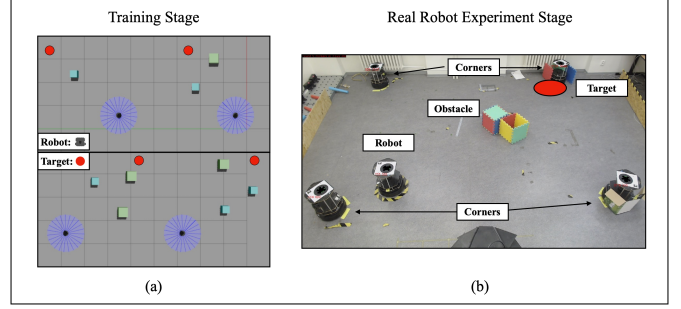 Training Stage
Real Robot Experiment Stage
Robot:
Target:
Corners
Target
Obstacle
Robot
Corners
(a)
(b)